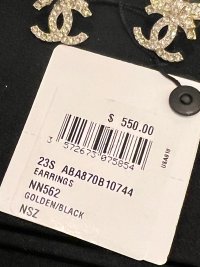 $ 550.00
3 572673 075854
23S ABA870B10744
EARRINGS
NN562
GOLDEN/BLACK
NSZ